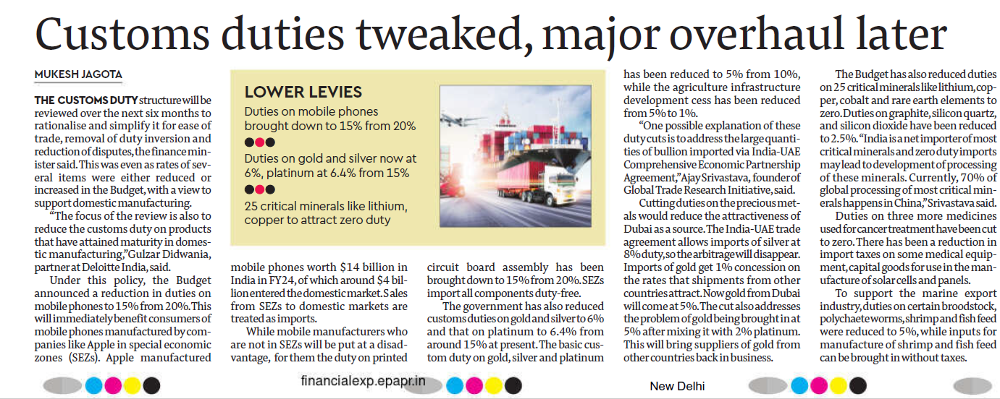 Customs duties tweaked, major overhaul later
MUKESH JAGOTA
THE CUSTOMS DUTY structure will be
reviewed over the next six months to
rationalise and simplify it for ease of
trade, removal of duty inversion and
reduction of disputes, the finance min-
ister said. This was even as rates of sev-
eral items were either reduced or
increased in the Budget, with a view to
support domestic manufacturing.
“The focus of the review is also to
reduce the customs duty on products
that have attained maturity in domes-
tic manufacturing,” Gulzar Didwania,
partner at Deloitte India, said.
Under this policy, the Budget
announced a reduction in duties on
mobile phones to 15% from 20%. This
will immediately benefit consumers of
mobile phones manufactured by com-
panies like Apple in special economic
zones (SEZs). Apple manufactured
LOWER LEVIES
Duties on mobile phones
brought down to 15% from 20%
Duties on gold and silver now at
6%, platinum at 6.4% from 15%
25 critical minerals like lithium,
copper to attract zero duty
mobile phones worth $14 billion in
India in FY24, of which around $4 bil-
lion entered the domestic market. Sales
from SEZs to domestic markets are
treated as imports.
While mobile manufacturers who
are not in SEZs will be put at a disad-
vantage, for them the duty on printed
circuit board assembly has been
brought down to 15% from 20%. SEZs
import all components duty-free.
The government has also reduced
customs duties on gold and silver to 6%
and that on platinum to 6.4% from
around 15% at present. The basic cus-
tom duty on gold, silver and platinum
has been reduced to 5% from 10%,
while the agriculture infrastructure
development cess has been reduced
from 5% to 1%.
“One possible explanation of these
duty cuts is to address the large quanti-
ties of bullion imported via India-UAE
Comprehensive Economic Partnership
Agreement,” Ajay Srivastava, founder of
Global Trade Research Initiative, said.
Cutting duties on the precious met-
als would reduce the attractiveness of
Dubai as a source. The India-UAE trade
agreement allows imports of silver at
8% duty, so the arbitrage will disappear.
Imports of gold get 1% concession on
the rates that shipments from other
countries attract. Now gold from Dubai
will come at 5%. The cut also addresses
the problem of gold being brought in at
5% after mixing it with 2% platinum.
This will bring suppliers of gold from
other countries back in business.
The Budget has also reduced duties
on 25 critical minerals like lithium, cop-
per, cobalt and rare earth elements to
zero. Duties on graphite, silicon quartz,
and silicon dioxide have been reduced
to 2.5%. “India is a net importer of most
critical minerals and zero duty imports
may lead to development of processing
of these minerals. Currently, 70% of
global processing of most critical min-
erals happens in China,” Srivastava said.
Duties on three more medicines
used for cancer treatment have been cut
to zero. There has been a reduction in
import taxes on some medical equip-
ment, capital goods for use in the man-
ufacture of solar cells and panels.
To support the marine export
industry, duties on certain broodstock,
polychaete worms, shrimp and fish feed
were reduced to 5%, while inputs for
manufacture of shrimp and fish feed
can be brought in without taxes.
financialexp.epapr.in
New Delhi